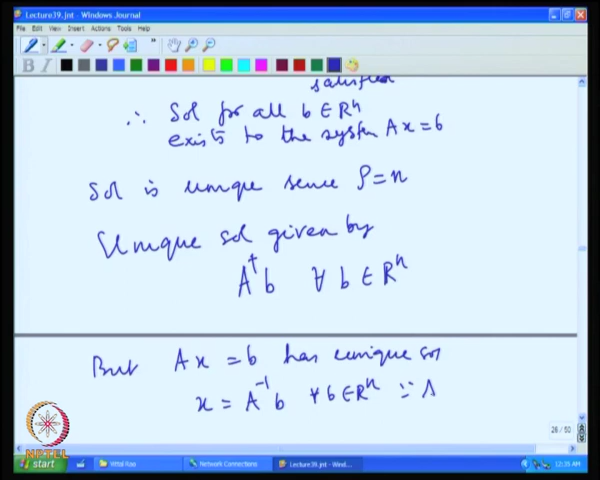 Lecture39.jnt - Windows Journal
File Edit View Insert Actions Tools Help
B I
satisfied
∴ Sol for all b ∈ Rⁿ
exists to the system Ax = b
Sol is unique since ρ = n
Unique sol given by
A†b ∀ b ∈ Rⁿ
But Ax = b has unique sol
x = A⁻¹b ∀ b ∈ Rⁿ ∵ A
NPTEL
26 / 50
start Vittal Rao Network Connections Lecture39.jnt - Wind... 12:35 AM